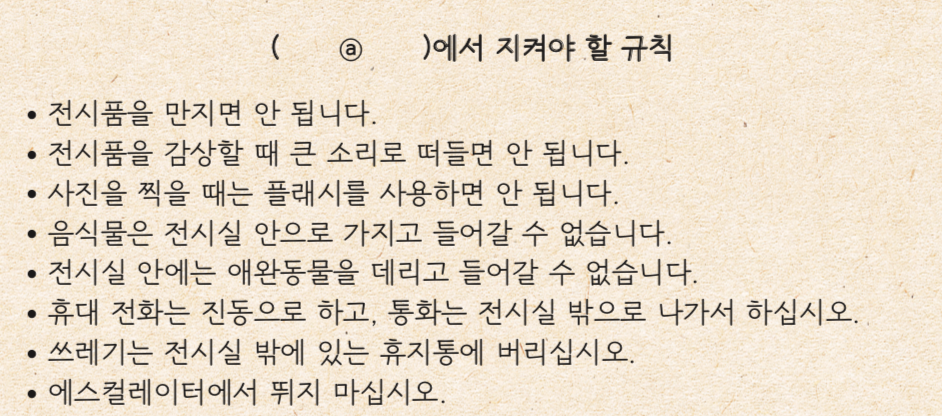 ( ⓐ )에서 지켜야 할 규칙
• 전시품을 만지면 안 됩니다.
• 전시품을 감상할 때 큰 소리로 떠들면 안 됩니다.
• 사진을 찍을 때는 플래시를 사용하면 안 됩니다.
• 음식물은 전시실 안으로 가지고 들어갈 수 없습니다.
• 전시실 안에는 애완동물을 데리고 들어갈 수 없습니다.
• 휴대 전화는 진동으로 하고, 통화는 전시실 밖으로 나가서 하십시오.
• 쓰레기는 전시실 밖에 있는 휴지통에 버리십시오.
• 에스컬레이터에서 뛰지 마십시오.